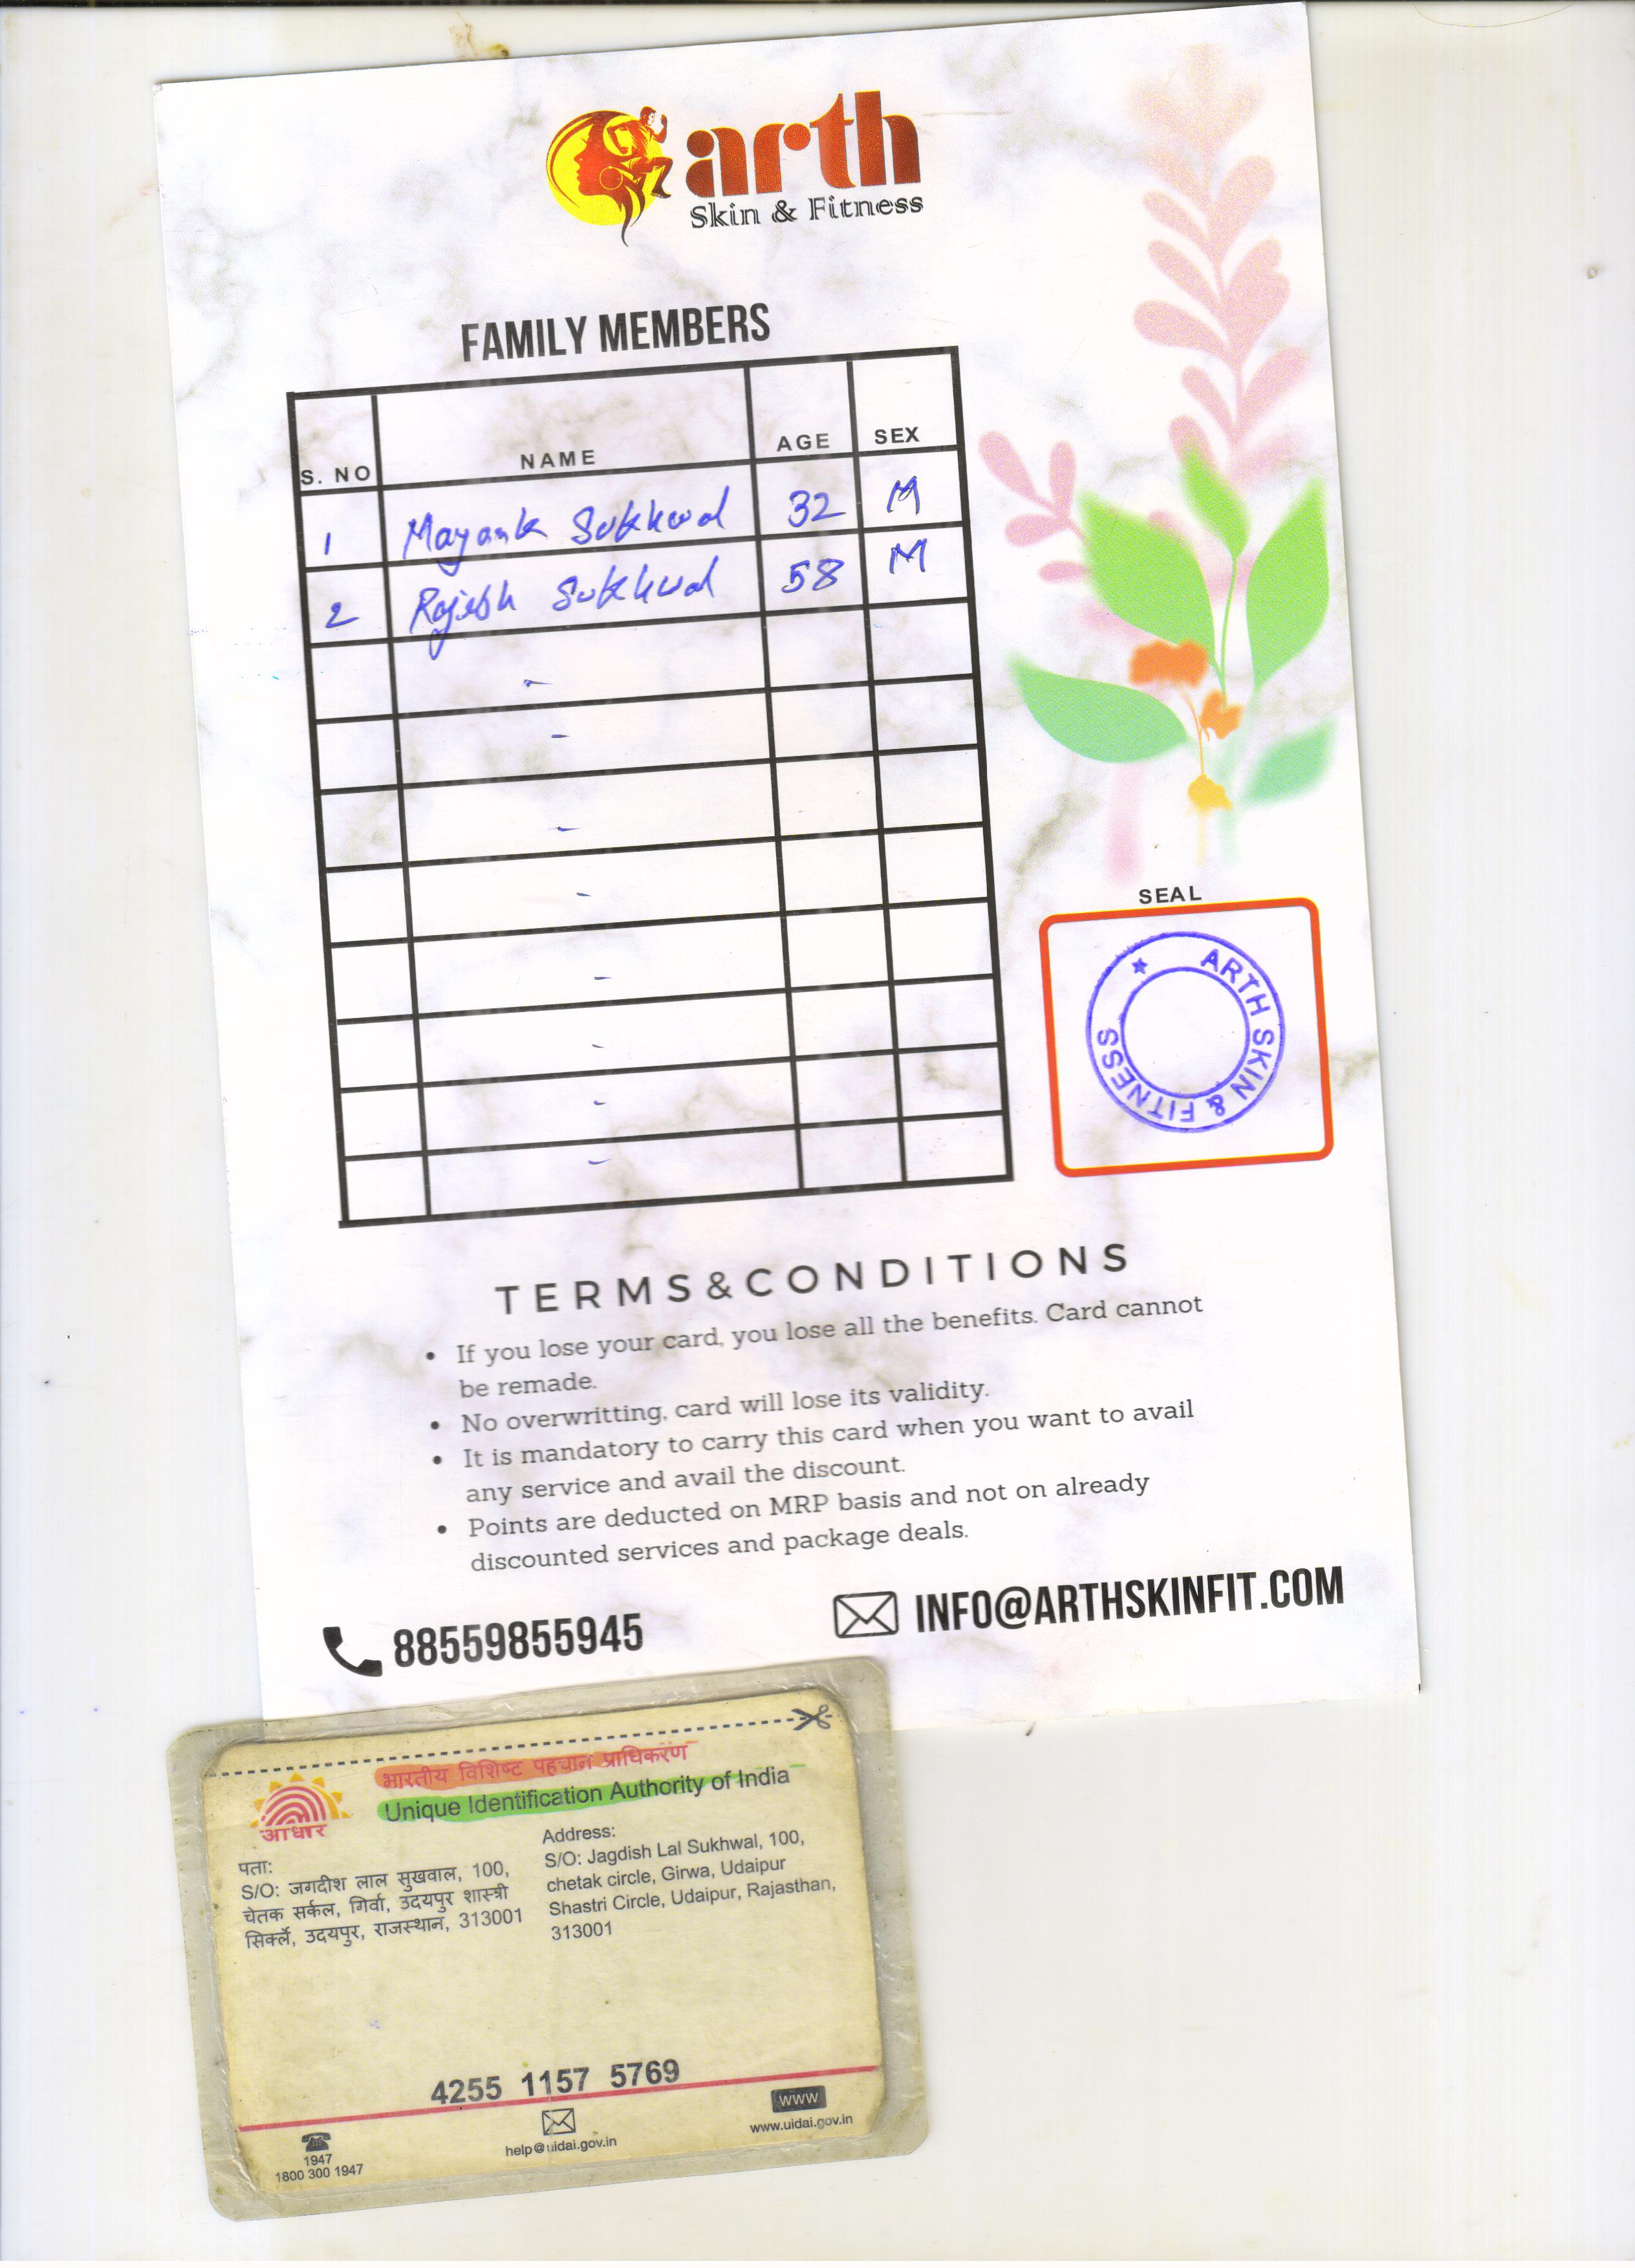 arth
Skin & Fitness
FAMILY MEMBERS
S. NO NAME AGE SEX
1 Mayank Sukhwal 32 M
2 Rajesh Sukhwal 58 M
-
-
-
-
-
-
-
-
SEAL
ARTH SKIN & FITNESS
TERMS&CONDITIONS
• If you lose your card, you lose all the benefits. Card cannot
be remade.
• No overwritting, card will lose its validity.
• It is mandatory to carry this card when you want to avail
any service and avail the discount.
• Points are deducted on MRP basis and not on already
discounted services and package deals.
88559855945
INFO@ARTHSKINFIT.COM
भारतीय विशिष्ट पहचान प्राधिकरण
Unique Identification Authority of India
आधार
पता:
S/O: जगदीश लाल सुखवाल, 100,
चेतक सर्कल, गिर्वा, उदयपुर शास्त्री
सिर्क्ले, उदयपुर, राजस्थान, 313001
Address:
S/O: Jagdish Lal Sukhwal, 100,
chetak circle, Girwa, Udaipur
Shastri Circle, Udaipur, Rajasthan,
313001
4255 1157 5769
1947
1800 300 1947
help@uidai.gov.in
www
www.uidai.gov.in